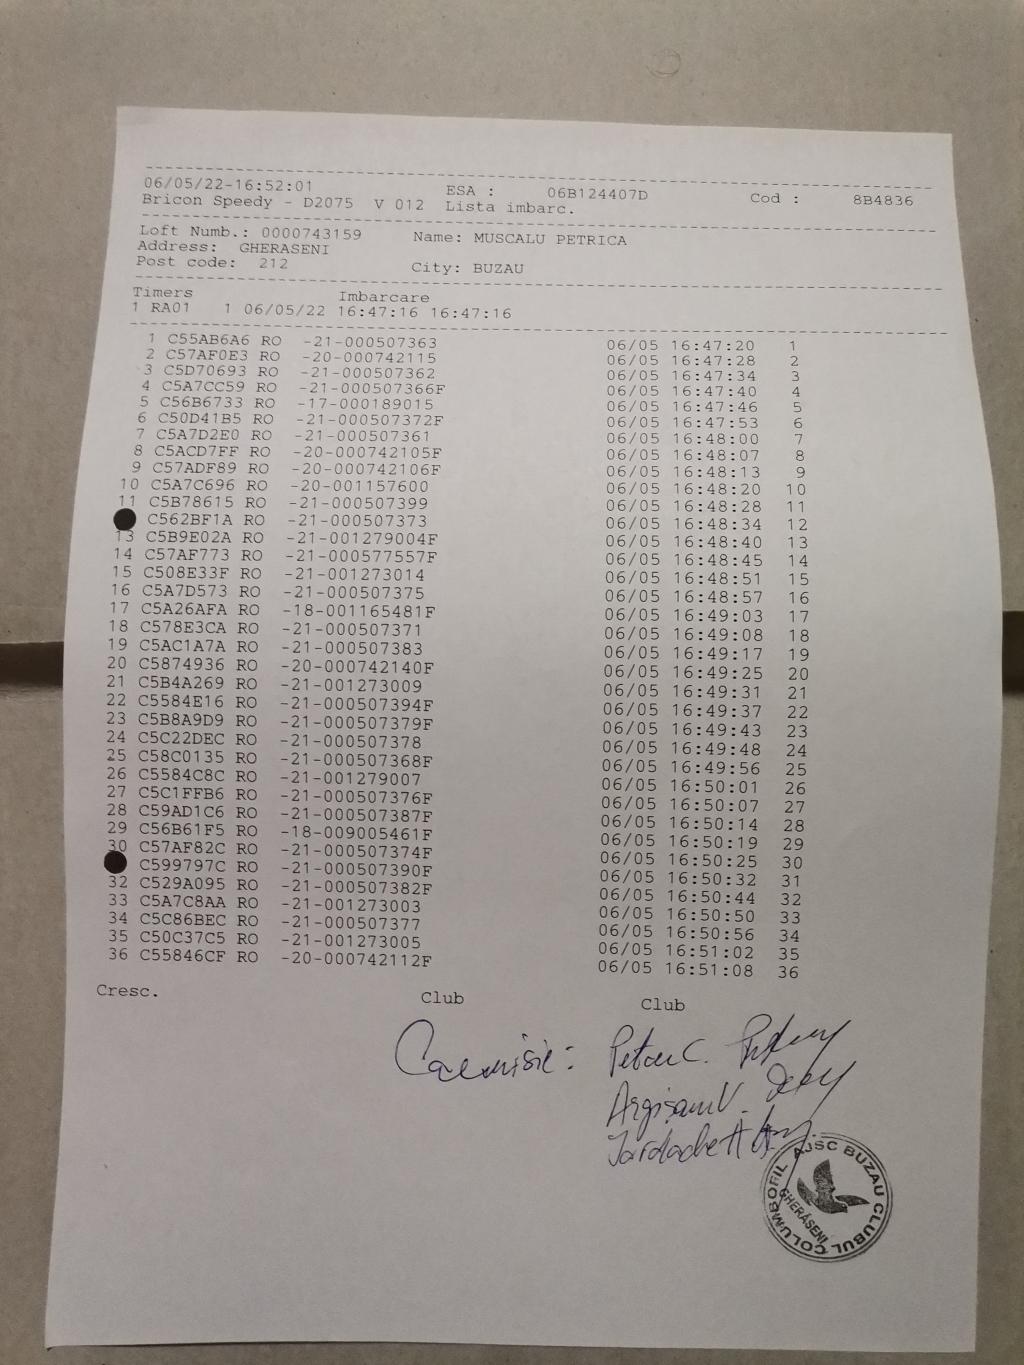 06/05/22-16:52:01 ESA : 06B124407D Cod : 8B4836
Bricon Speedy - D2075 V 012 Lista imbarc.
Loft Numb.: 0000743159 Name: MUSCALU PETRICA
Address: GHERASENI
Post code: 212 City: BUZAU
Timers Imbarcare
1 RA01 1 06/05/22 16:47:16 16:47:16
1 C55AB6A6 RO -21-000507363 06/05 16:47:20 1
2 C57AF0E3 RO -20-000742115 06/05 16:47:28 2
3 C5D70693 RO -21-000507362 06/05 16:47:34 3
4 C5A7CC59 RO -21-000507366F 06/05 16:47:40 4
5 C56B6733 RO -17-000189015 06/05 16:47:46 5
6 C50D41B5 RO -21-000507372F 06/05 16:47:53 6
7 C5A7D2E0 RO -21-000507361 06/05 16:48:00 7
8 C5ACD7FF RO -20-000742105F 06/05 16:48:07 8
9 C57ADF89 RO -20-000742106F 06/05 16:48:13 9
10 C5A7C696 RO -20-001157600 06/05 16:48:20 10
11 C5B78615 RO -21-000507399 06/05 16:48:28 11
C562BF1A RO -21-000507373 06/05 16:48:34 12
13 C5B9E02A RO -21-001279004F 06/05 16:48:40 13
14 C57AF773 RO -21-000577557F 06/05 16:48:45 14
15 C508E33F RO -21-001273014 06/05 16:48:51 15
16 C5A7D573 RO -21-000507375 06/05 16:48:57 16
17 C5A26AFA RO -18-001165481F 06/05 16:49:03 17
18 C578E3CA RO -21-000507371 06/05 16:49:08 18
19 C5AC1A7A RO -21-000507383 06/05 16:49:17 19
20 C5874936 RO -20-000742140F 06/05 16:49:25 20
21 C5B4A269 RO -21-001273009 06/05 16:49:31 21
22 C5584E16 RO -21-000507394F 06/05 16:49:37 22
23 C5B8A9D9 RO -21-000507379F 06/05 16:49:43 23
24 C5C22DEC RO -21-000507378 06/05 16:49:48 24
25 C58C0135 RO -21-000507368F 06/05 16:49:56 25
26 C5584C8C RO -21-001279007 06/05 16:50:01 26
27 C5C1FFB6 RO -21-000507376F 06/05 16:50:07 27
28 C59AD1C6 RO -21-000507387F 06/05 16:50:14 28
29 C56B61F5 RO -18-009005461F 06/05 16:50:19 29
30 C57AF82C RO -21-000507374F 06/05 16:50:25 30
C599797C RO -21-000507390F 06/05 16:50:32 31
32 C529A095 RO -21-000507382F 06/05 16:50:44 32
33 C5A7C8AA RO -21-001273003 06/05 16:50:50 33
34 C5C86BEC RO -21-000507377 06/05 16:50:56 34
35 C50C37C5 RO -21-001273005 06/05 16:51:02 35
36 C55846CF RO -20-000742112F 06/05 16:51:08 36
Cresc. Club Club
C.
V.
AJSC BUZAU CLUBUL COLUMBOFIL
GHERĂSENI